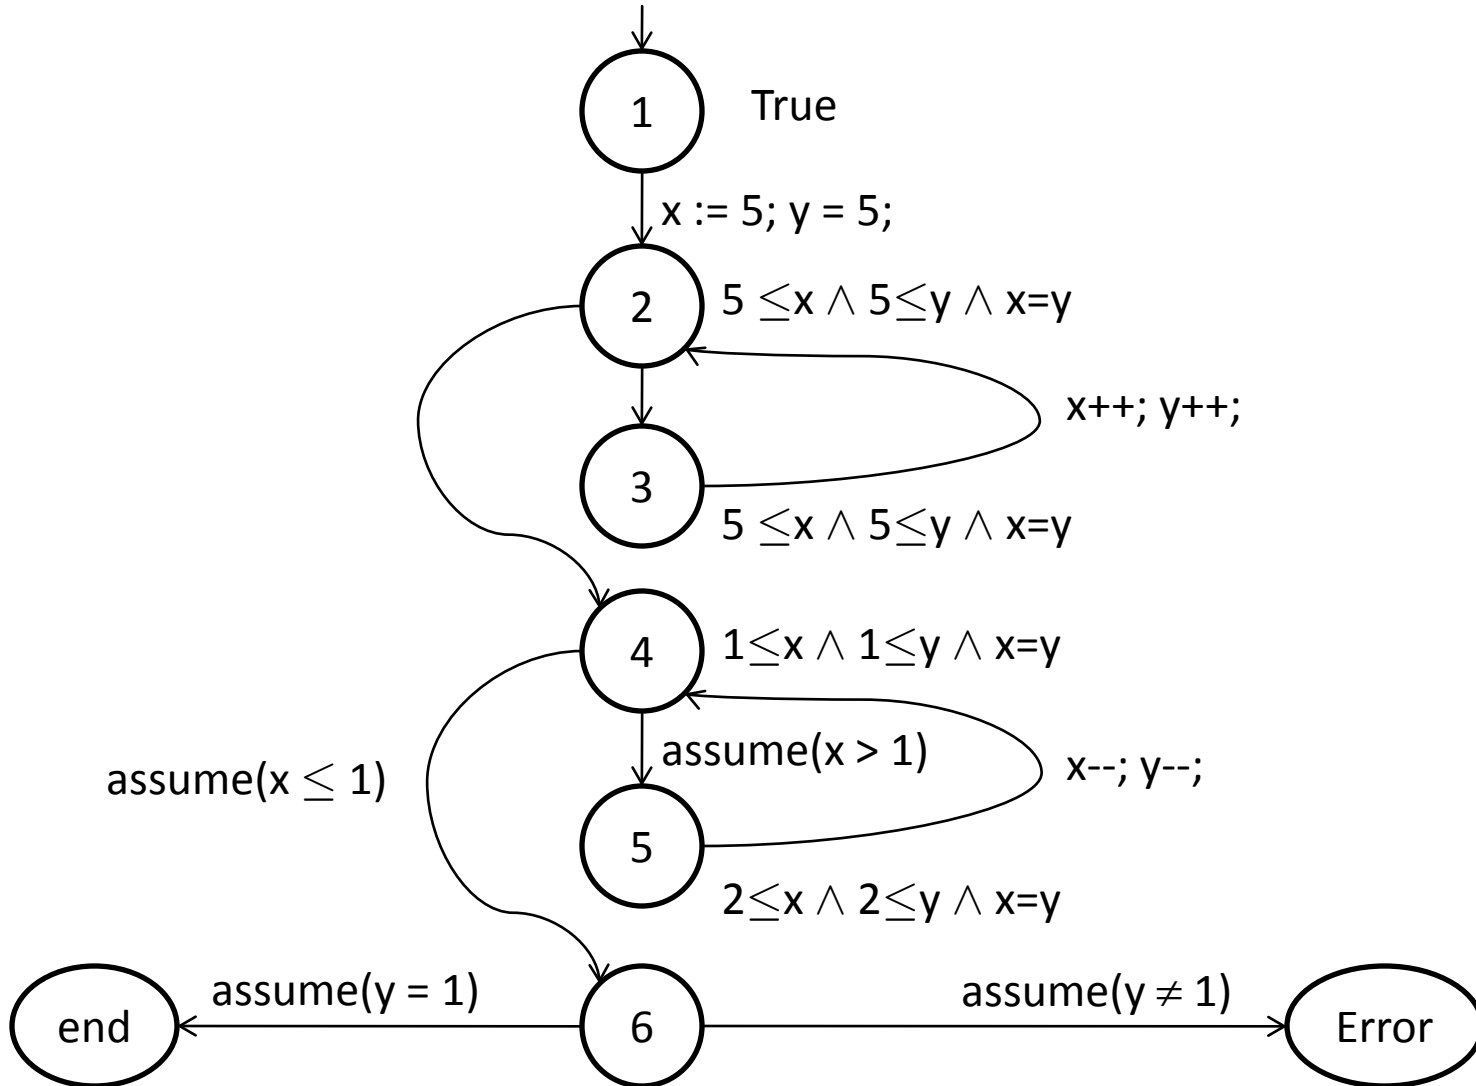 1 True
x := 5; y = 5;
2 5 ≤x ∧ 5≤y ∧ x=y
x++; y++;
3
5 ≤x ∧ 5≤y ∧ x=y
4 1≤x ∧ 1≤y ∧ x=y
assume(x > 1)
x--; y--;
assume(x ≤ 1)
5
2≤x ∧ 2≤y ∧ x=y
assume(y = 1) assume(y ≠ 1)
end 6 Error